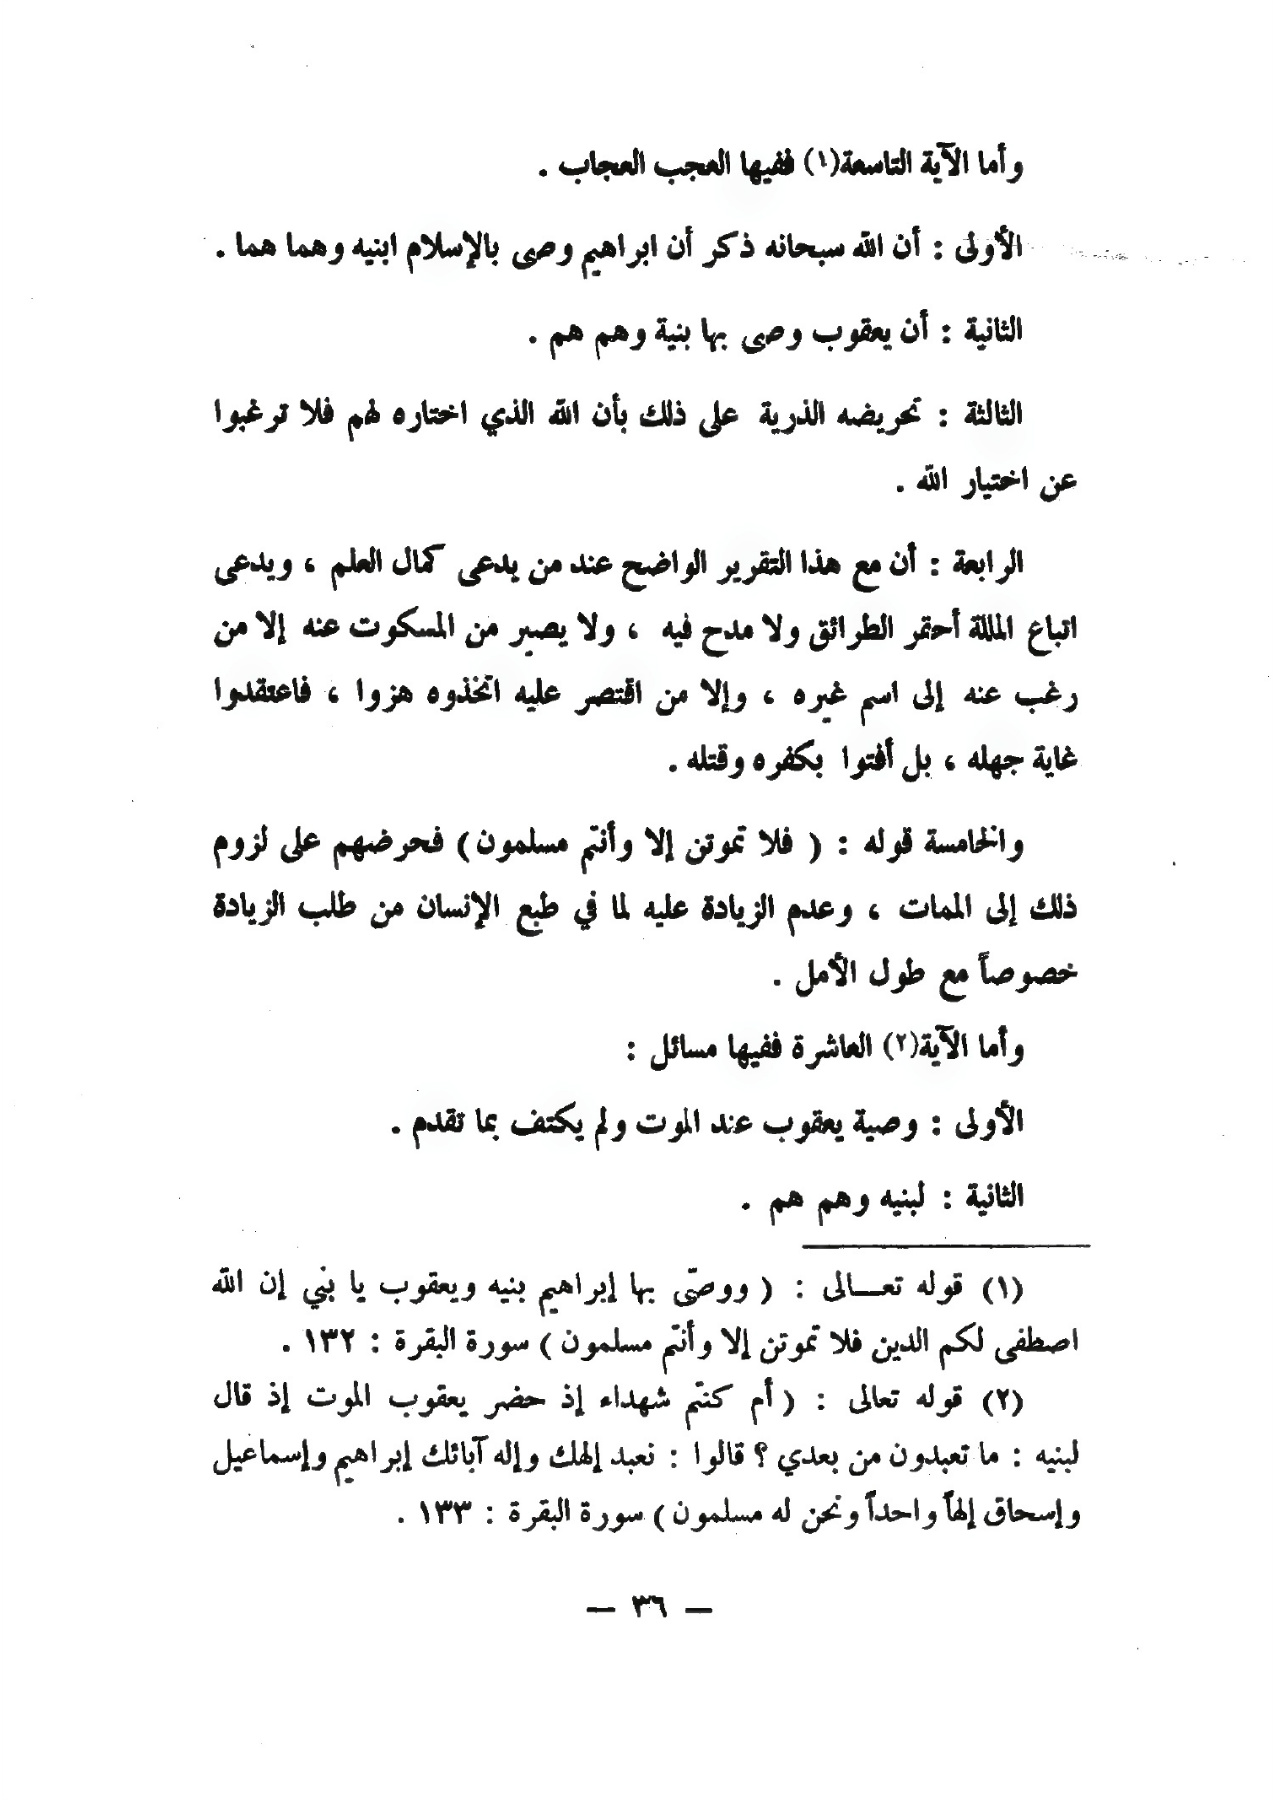 وأما الآية التاسعة(١) ففيها العجب العجاب .
الأولى : أن الله سبحانه ذكر أن ابراهيم وصى بالإسلام ابنيه وهما هما .
الثانية : أن يعقوب وصى بها بنية وهم هم .
الثالثة : تحريضه الذرية على ذلك بأن الله الذي اختاره لهم فلا ترغبوا
عن اختيار الله .
الرابعة : أن مع هذا التقرير الواضح عند من يدعى كمال العلم ، ويدعى
اتباع الملة أحقر الطرائق ولا مدح فيه ، ولا يصير من المسكوت عنه إلا من
رغب عنه إلى اسم غيره ، وإلا من اقتصر عليه اتخذوه هزوا ، فاعتقدوا
غاية جهله ، بل أفتوا بكفره وقتله .
والخامسة قوله : ( فلا تموتن إلا وأنتم مسلمون ) فحرضهم على لزوم
ذلك إلى الممات ، وعدم الزيادة عليه لما في طبع الإنسان من طلب الزيادة
خصوصاً مع طول الأمل .
وأما الآية(٢) العاشرة ففيها مسائل :
الأولى : وصية يعقوب عند الموت ولم يكتف بما تقدم .
الثانية : لبنيه وهم هم .
(١) قوله تعـالى : ( ووصّى بها إبراهيم بنيه ويعقوب يا بني إن الله
اصطفى لكم الدين فلا تموتن إلا وأنتم مسلمون ) سورة البقرة : ١٣٢ .
(٢) قوله تعالى : ( أم كنتم شهداء إذ حضر يعقوب الموت إذ قال
لبنيه : ما تعبدون من بعدي ؟ قالوا : نعبد إلهك وإله آبائك إبراهيم وإسماعيل
وإسحاق إلهاً واحداً ونحن له مسلمون ) سورة البقرة : ١٣٣ .
— ٣٦ —